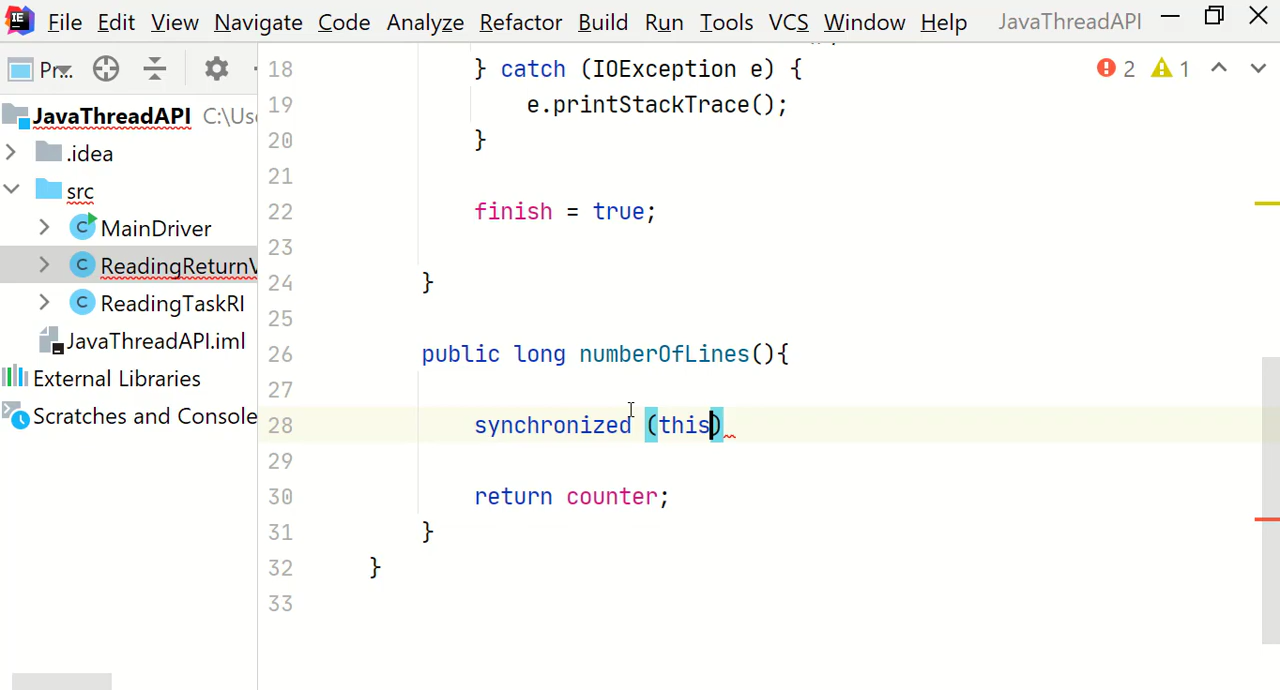 IE File Edit View Navigate Code Analyze Refactor Build Run Tools VCS Window Help JavaThreadAPI
Pr...
JavaThreadAPI C:\Use
.idea
src
C MainDriver
C ReadingReturnV
C ReadingTaskRI
JavaThreadAPI.iml
External Libraries
Scratches and Console
2 1
18 } catch (IOException e) {
19 e.printStackTrace();
20 }
21
22 finish = true;
23
24 }
25
26 public long numberOfLines(){
27
28 synchronized (this)
29
30 return counter;
31 }
32 }
33